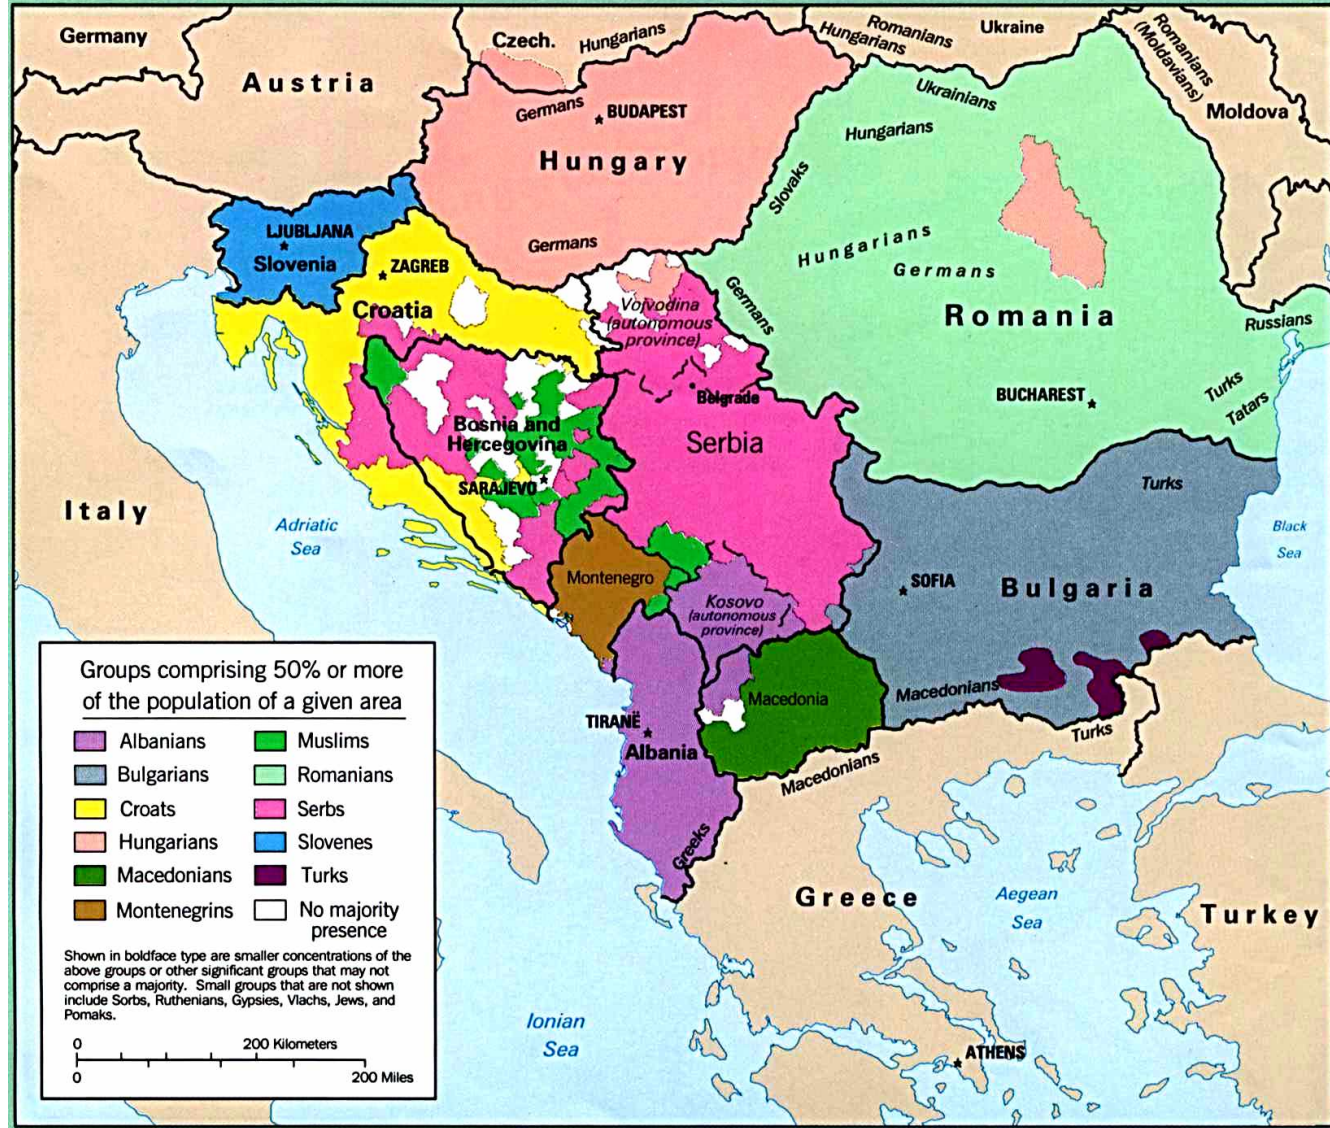 Germany
Austria
Czech.
Hungarians
Romanians
Hungarians
Ukraine
Romanians
(Moldavians)
Moldova
Germans
BUDAPEST
Hungary
Ukrainians
Hungarians
Slovaks
Germans
Hungarians
Germans
Germans
Romania
Russians
Turks
Tatars
BUCHAREST
LJUBLJANA
Slovenia
ZAGREB
Croatia
Vojvodina
(autonomous
province)
Belgrade
Serbia
Bosnia and
Hercegovina
SARAJEVO
Italy
Adriatic
Sea
Montenegro
Kosovo
(autonomous
province)
Turks
Black
Sea
SOFIA
Bulgaria
Macedonians
Macedonia
TIRANË
Albania
Macedonians
Turks
Greeks
Greece
Aegean
Sea
Turkey
Ionian
Sea
ATHENS
Groups comprising 50% or more
of the population of a given area
Albanians
Muslims
Bulgarians
Romanians
Croats
Serbs
Hungarians
Slovenes
Macedonians
Turks
Montenegrins
No majority
presence
Shown in boldface type are smaller concentrations of the
above groups or other significant groups that may not
comprise a majority. Small groups that are not shown
include Sorbs, Ruthenians, Gypsies, Vlachs, Jews, and
Pomaks.
0 200 Kilometers
0 200 Miles